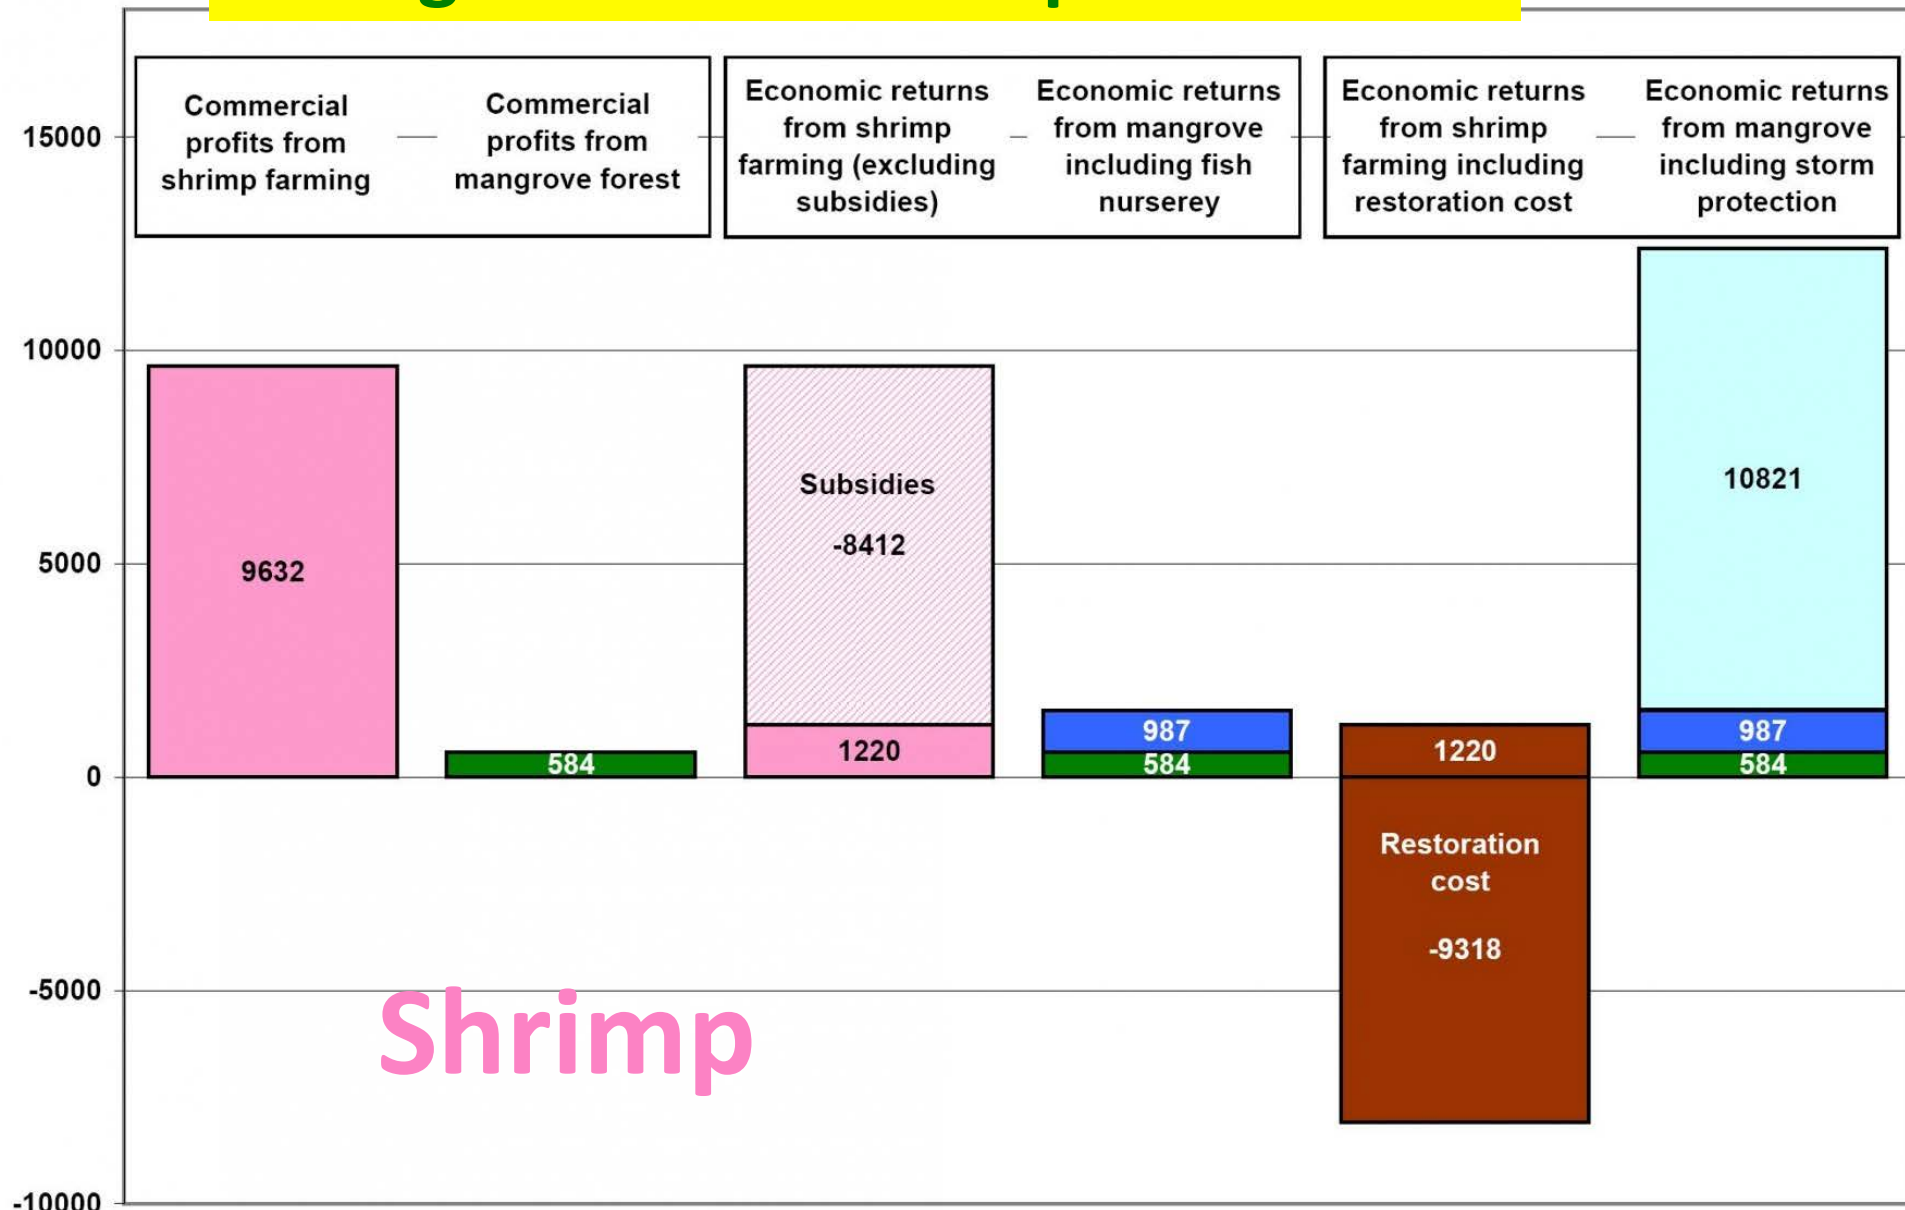 Commercial
profits from
shrimp farming
Commercial
profits from
mangrove forest
Economic returns
from shrimp
farming (excluding
subsidies)
Economic returns
from mangrove
including fish
nurserey
Economic returns
from shrimp
farming including
restoration cost
Economic returns
from mangrove
including storm
protection
15000
10000
5000
0
-5000
-10000
9632
584
Subsidies
-8412
1220
987
584
1220
Restoration
cost
-9318
10821
987
584
Shrimp